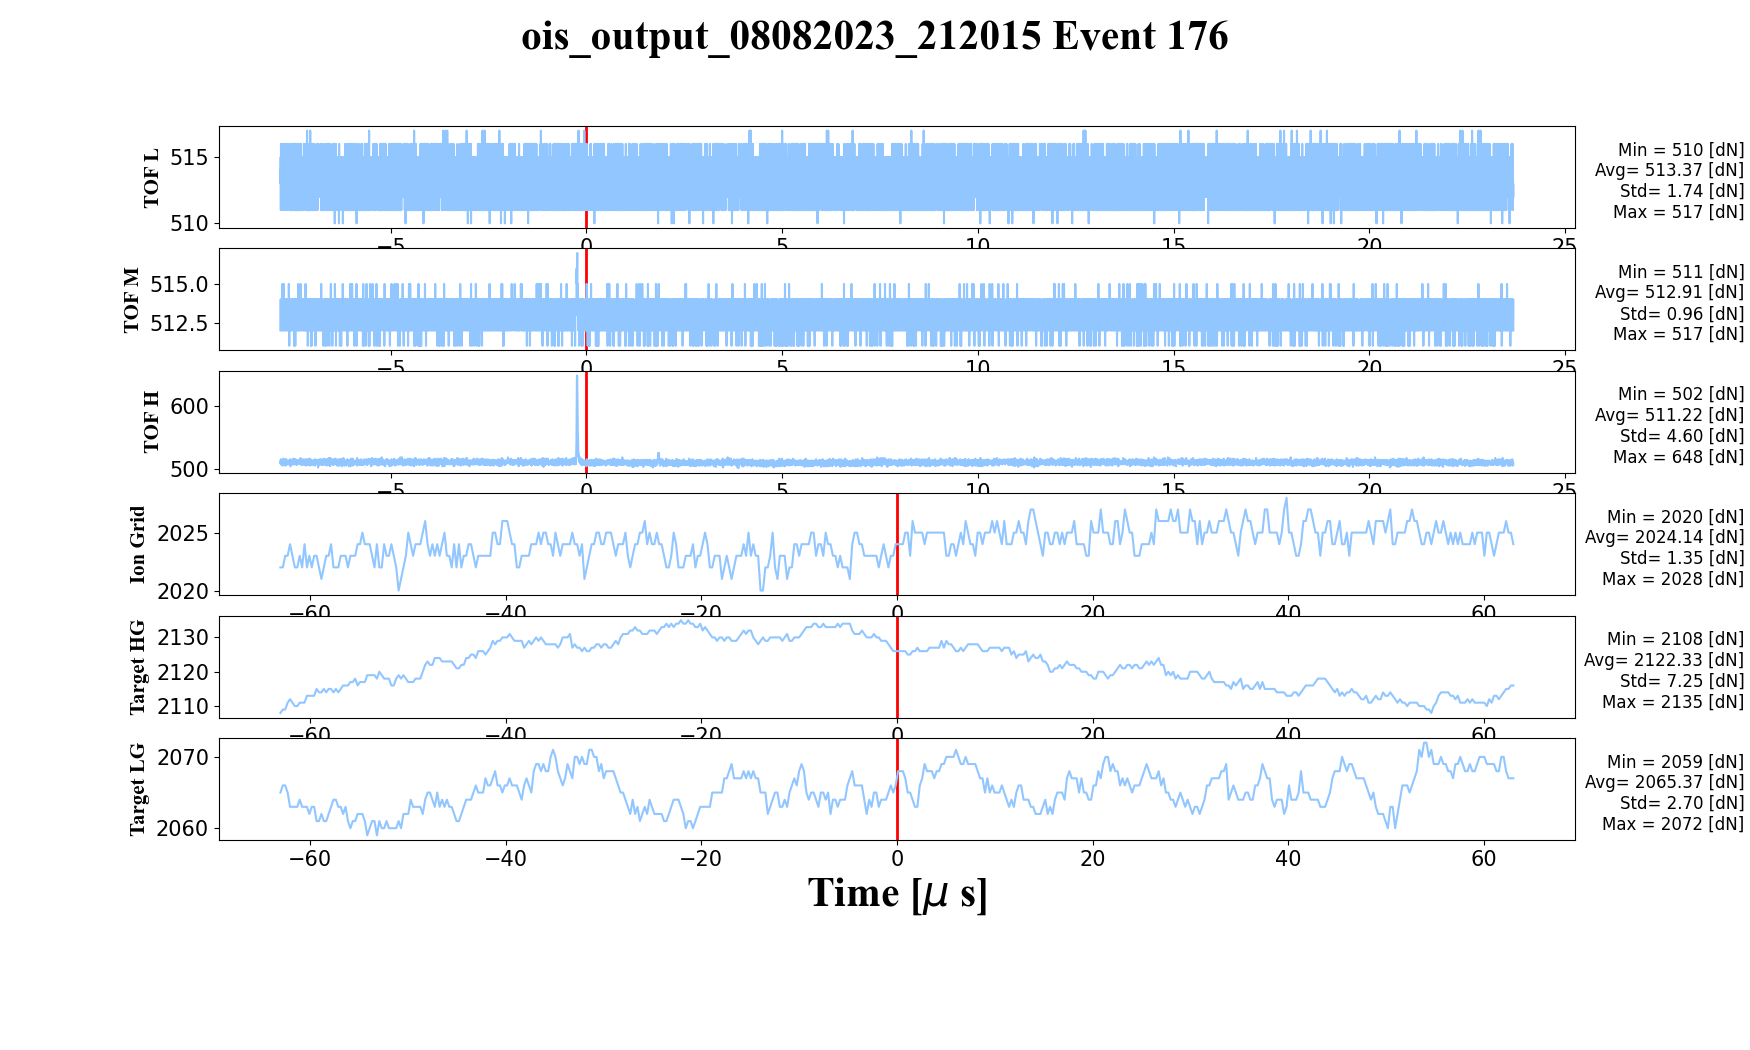 ois_output_08082023_212015 Event 176
TOF L
515
510
−5 0 5 10 15 20 25
Min = 510 [dN]
Avg= 513.37 [dN]
Std= 1.74 [dN]
Max = 517 [dN]
TOF M
515.0
512.5
−5 0 5 10 15 20 25
Min = 511 [dN]
Avg= 512.91 [dN]
Std= 0.96 [dN]
Max = 517 [dN]
TOF H
600
500
−5 0 5 10 15 20 25
Min = 502 [dN]
Avg= 511.22 [dN]
Std= 4.60 [dN]
Max = 648 [dN]
Ion Grid
2025
2020
−60 −40 −20 0 20 40 60
Min = 2020 [dN]
Avg= 2024.14 [dN]
Std= 1.35 [dN]
Max = 2028 [dN]
Target HG
2130
2120
2110
−60 −40 −20 0 20 40 60
Min = 2108 [dN]
Avg= 2122.33 [dN]
Std= 7.25 [dN]
Max = 2135 [dN]
Target LG
2070
2060
−60 −40 −20 0 20 40 60
Min = 2059 [dN]
Avg= 2065.37 [dN]
Std= 2.70 [dN]
Max = 2072 [dN]
Time [μ s]